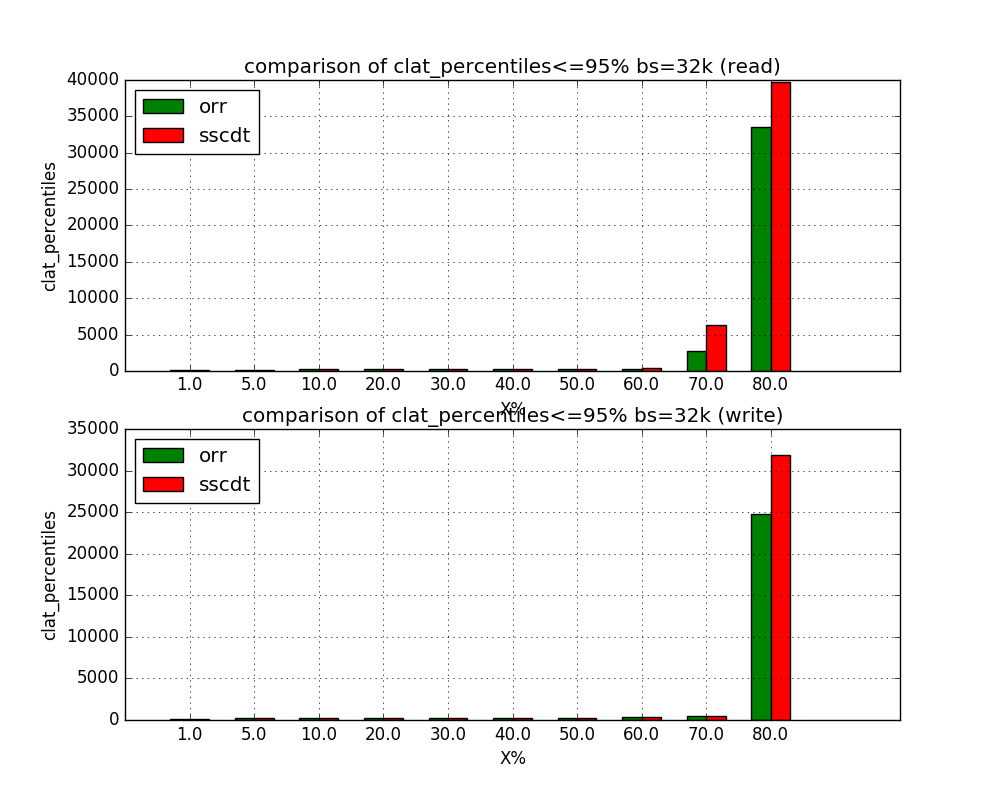 comparison of clat_percentiles<=95% bs=32k (read)
40000
35000
30000
25000
20000
15000
10000
5000
0
clat_percentiles
orr
sscdt
1.0 5.0 10.0 20.0 30.0 40.0 50.0 60.0 70.0 80.0
X%
comparison of clat_percentiles<=95% bs=32k (write)
35000
30000
25000
20000
15000
10000
5000
0
clat_percentiles
orr
sscdt
1.0 5.0 10.0 20.0 30.0 40.0 50.0 60.0 70.0 80.0
X%